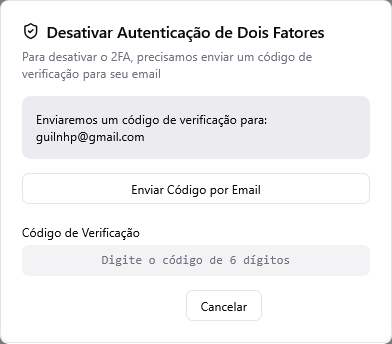 Desativar Autenticação de Dois Fatores
Para desativar o 2FA, precisamos enviar um código de
verificação para seu email
Enviaremos um código de verificação para:
guilnhp@gmail.com
Enviar Código por Email
Código de Verificação
Digite o código de 6 dígitos
Cancelar